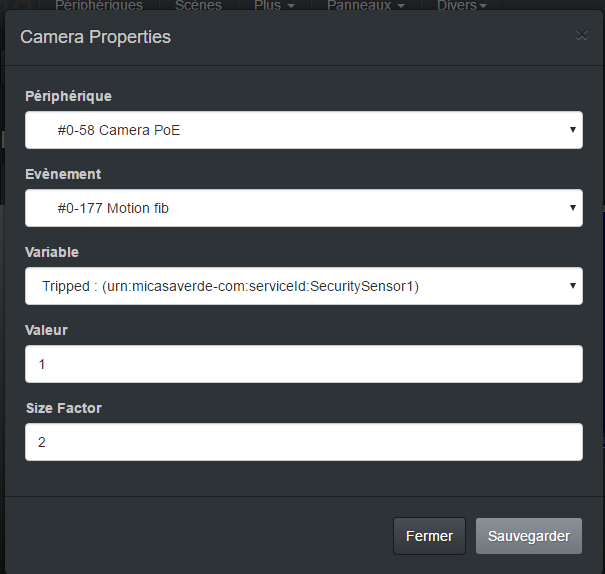 Périphériques Scènes Plus Panneaux Divers
Camera Properties ×
Périphérique
#0-58 Camera PoE
Evènement
#0-177 Motion fib
Variable
Tripped : (urn:micasaverde-com:serviceId:SecuritySensor1)
Valeur
1
Size Factor
2
Fermer Sauvegarder